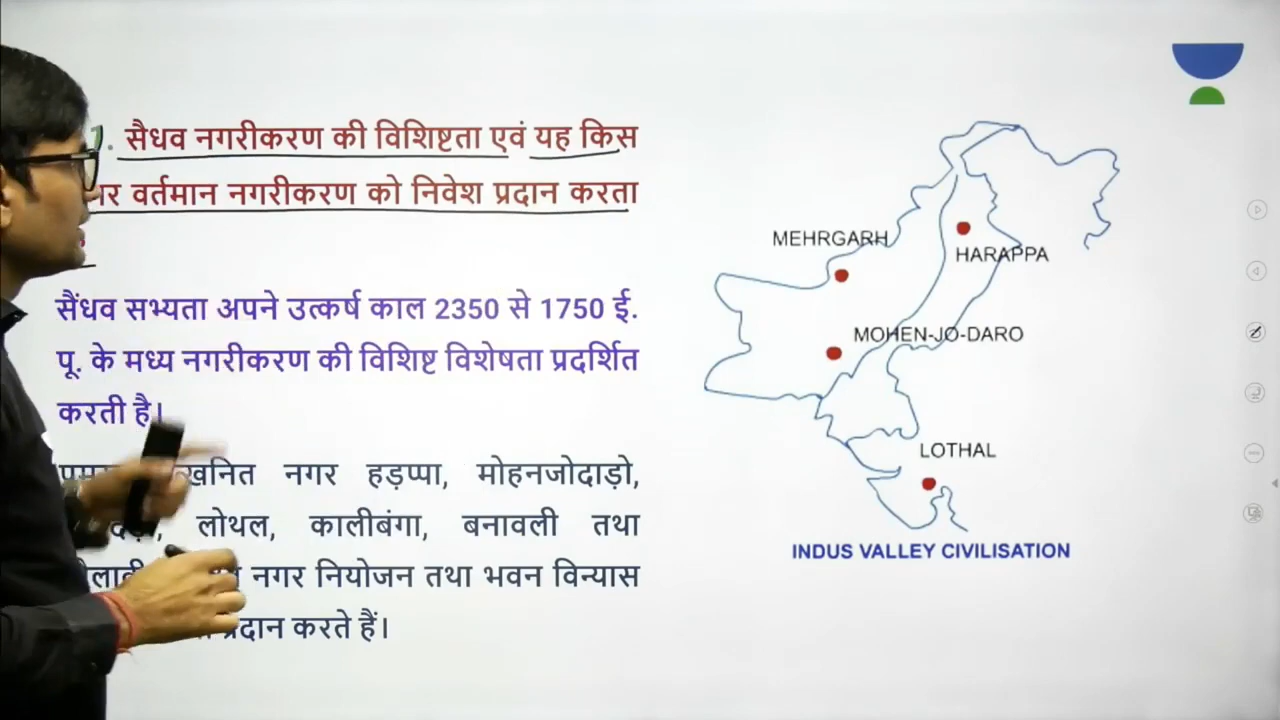 . सैधव नगरीकरण की विशिष्टता एवं यह किस
वर्तमान नगरीकरण को निवेश प्रदान करता
सैंधव सभ्यता अपने उत्कर्ष काल 2350 से 1750 ई.
पू. के मध्य नगरीकरण की विशिष्ट विशेषता प्रदर्शित
करती है।
नगर हड़प्पा, मोहनजोदाड़ो,
लोथल, कालीबंगा, बनावली तथा
नगर नियोजन तथा भवन विन्यास
प्रदान करते हैं।
MEHRGARH
HARAPPA
MOHEN-JO-DARO
LOTHAL
INDUS VALLEY CIVILISATION